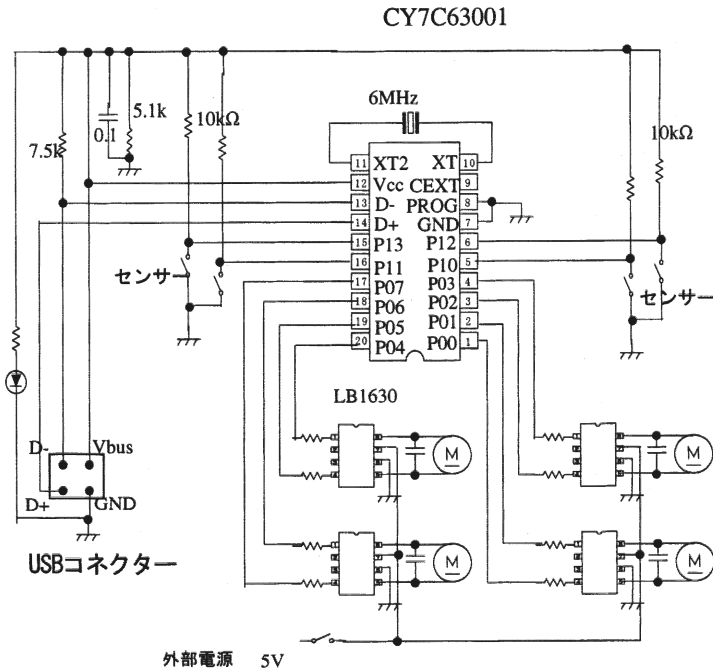 CY7C63001
6MHz
7.5k
0.1
5.1k
10kΩ
10kΩ
11 XT2 XT 10
12 Vcc CEXT 9
13 D- PROG 8
14 D+ GND 7
15 P13 P12 6
16 P11 P10 5
17 P07 P03 4
18 P06 P02 3
19 P05 P01 2
20 P04 P00 1
センサー
センサー
LB1630
M
M
M
M
D- Vbus
D+ GND
USBコネクター
外部電源 5V